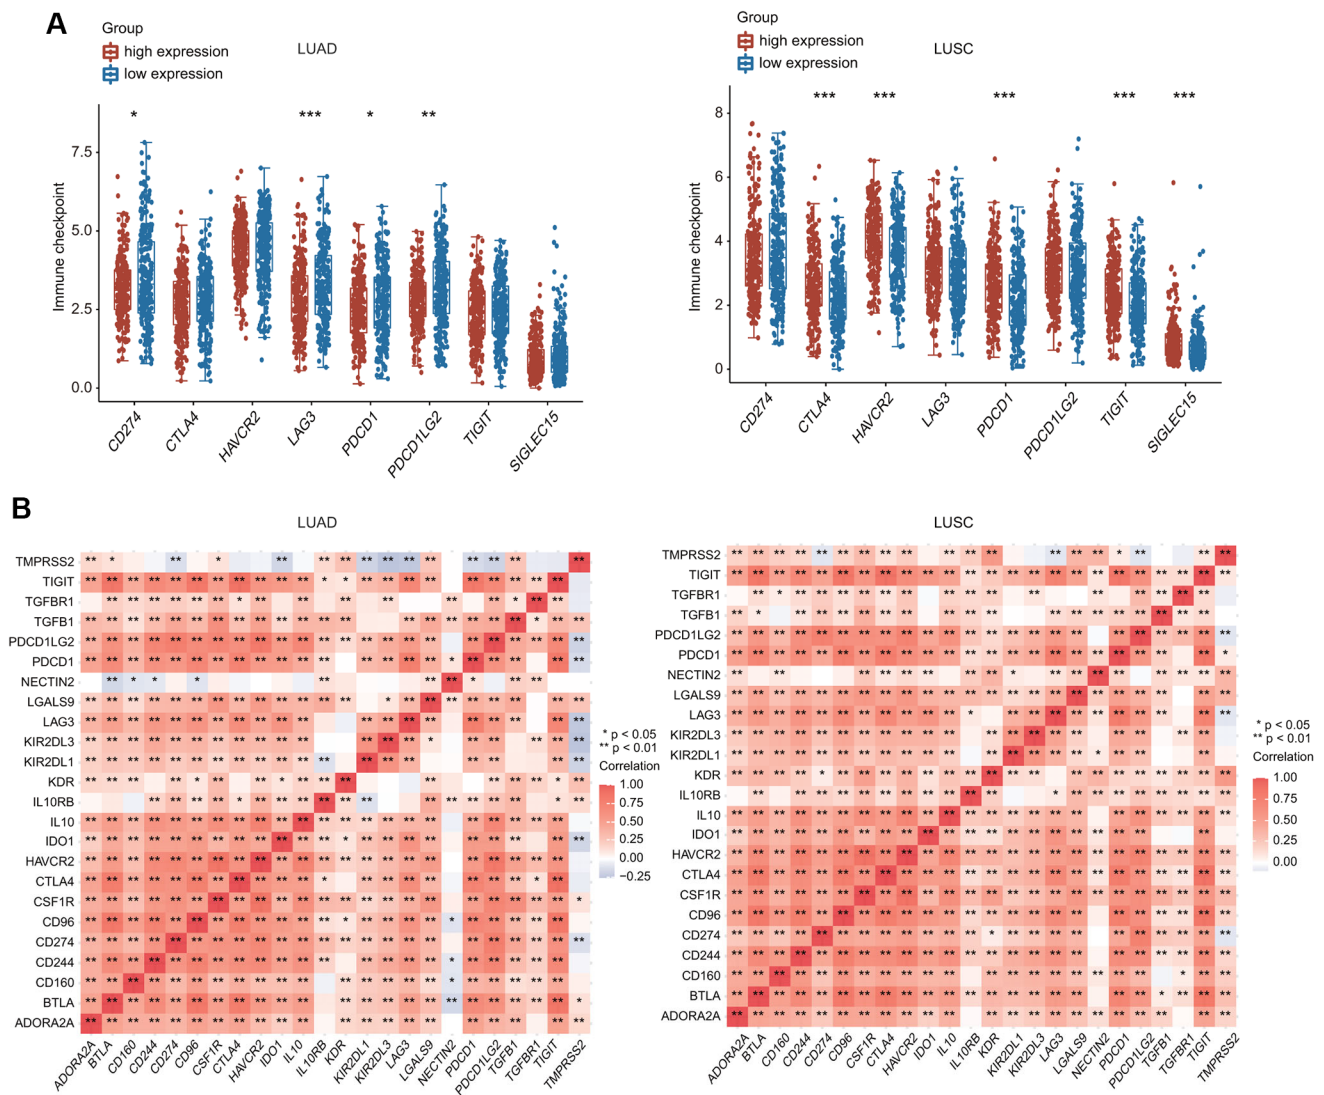 A
Group
high expression
low expression
LUAD
* *** * **
Immune checkpoint
7.5
5.0
2.5
0.0
CD274
CTLA4
HAVCR2
LAG3
PDCD1
PDCD1LG2
TIGIT
SIGLEC15
Group
high expression
low expression
LUSC
*** *** *** *** ***
Immune checkpoint
8
6
4
2
0
CD274
CTLA4
HAVCR2
LAG3
PDCD1
PDCD1LG2
TIGIT
SIGLEC15
B
LUAD
TMPRSS2
TIGIT
TGFBR1
TGFB1
PDCD1LG2
PDCD1
NECTIN2
LGALS9
LAG3
KIR2DL3
KIR2DL1
KDR
IL10RB
IL10
IDO1
HAVCR2
CTLA4
CSF1R
CD96
CD274
CD244
CD160
BTLA
ADORA2A
ADORA2A
BTLA
CD160
CD244
CD274
CD96
CSF1R
CTLA4
HAVCR2
IDO1
IL10
IL10RB
KDR
KIR2DL1
KIR2DL3
LAG3
LGALS9
NECTIN2
PDCD1
PDCD1LG2
TGFB1
TGFBR1
TIGIT
TMPRSS2
* p < 0.05
** p < 0.01
Correlation
1.00
0.75
0.50
0.25
0.00
−0.25
LUSC
TMPRSS2
TIGIT
TGFBR1
TGFB1
PDCD1LG2
PDCD1
NECTIN2
LGALS9
LAG3
KIR2DL3
KIR2DL1
KDR
IL10RB
IL10
IDO1
HAVCR2
CTLA4
CSF1R
CD96
CD274
CD244
CD160
BTLA
ADORA2A
ADORA2A
BTLA
CD160
CD244
CD274
CD96
CSF1R
CTLA4
HAVCR2
IDO1
IL10
IL10RB
KDR
KIR2DL1
KIR2DL3
LAG3
LGALS9
NECTIN2
PDCD1
PDCD1LG2
TGFB1
TGFBR1
TIGIT
TMPRSS2
* p < 0.05
** p < 0.01
Correlation
1.00
0.75
0.50
0.25
0.00